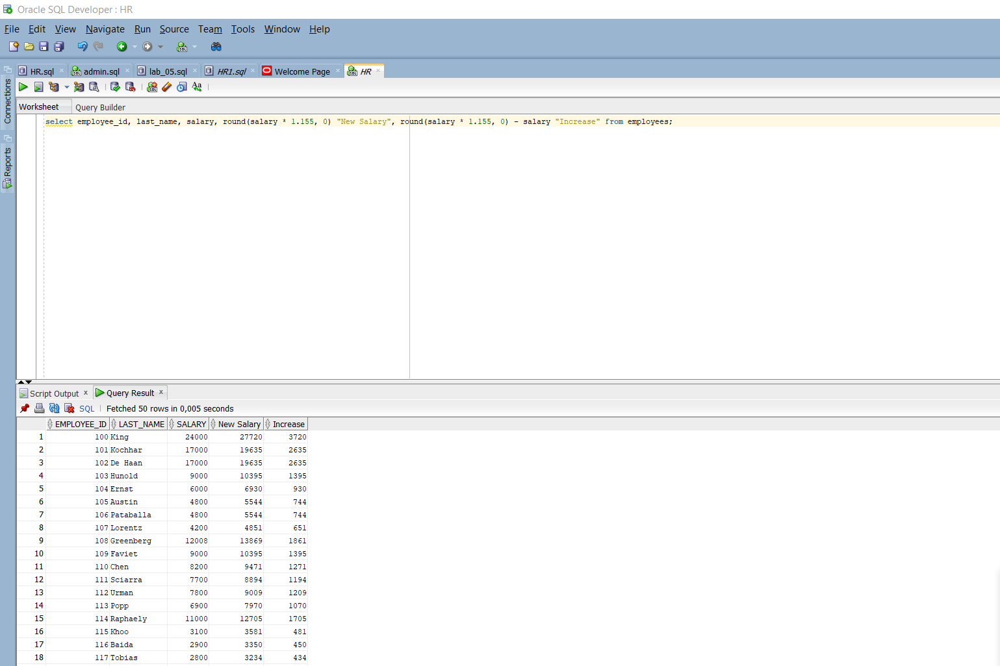 Oracle SQL Developer : HR
File Edit View Navigate Run Source Team Tools Window Help
HR.sql admin.sql lab_05.sql HR1.sql Welcome Page HR
Connections
Reports
Worksheet Query Builder
select employee_id, last_name, salary, round(salary * 1.155, 0) "New Salary", round(salary * 1.155, 0) - salary "Increase" from employees;
Script Output x Query Result x
SQL Fetched 50 rows in 0,005 seconds
EMPLOYEE_ID LAST_NAME SALARY New Salary Increase
1 100 King 24000 27720 3720
2 101 Kochhar 17000 19635 2635
3 102 De Haan 17000 19635 2635
4 103 Hunold 9000 10395 1395
5 104 Ernst 6000 6930 930
6 105 Austin 4800 5544 744
7 106 Pataballa 4800 5544 744
8 107 Lorentz 4200 4851 651
9 108 Greenberg 12008 13869 1861
10 109 Faviet 9000 10395 1395
11 110 Chen 8200 9471 1271
12 111 Sciarra 7700 8894 1194
13 112 Urman 7800 9009 1209
14 113 Popp 6900 7970 1070
15 114 Raphaely 11000 12705 1705
16 115 Khoo 3100 3581 481
17 116 Baida 2900 3350 450
18 117 Tobias 2800 3234 434